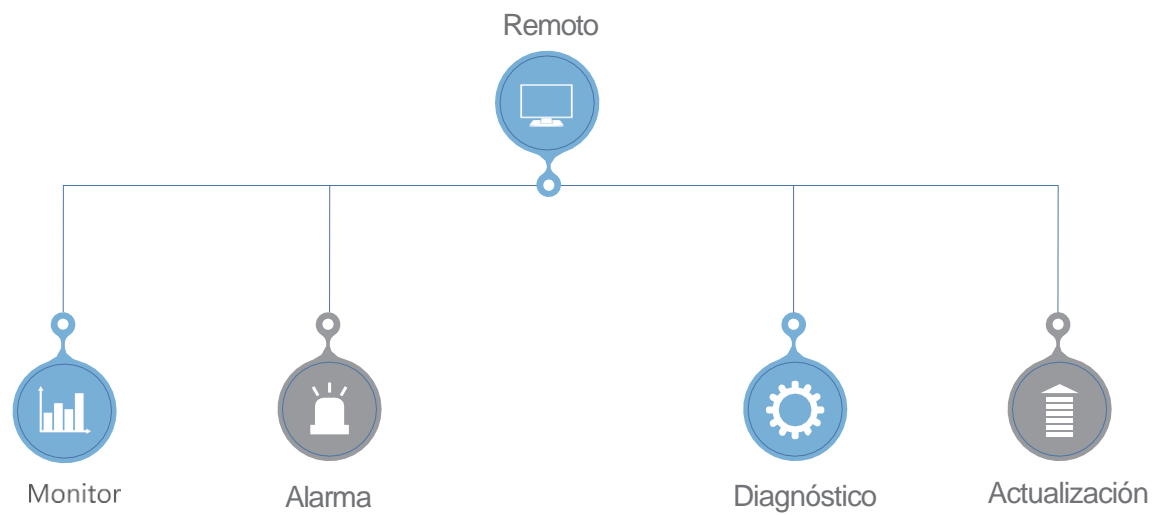 Remoto
Monitor
Alarma
Diagnóstico
Actualización